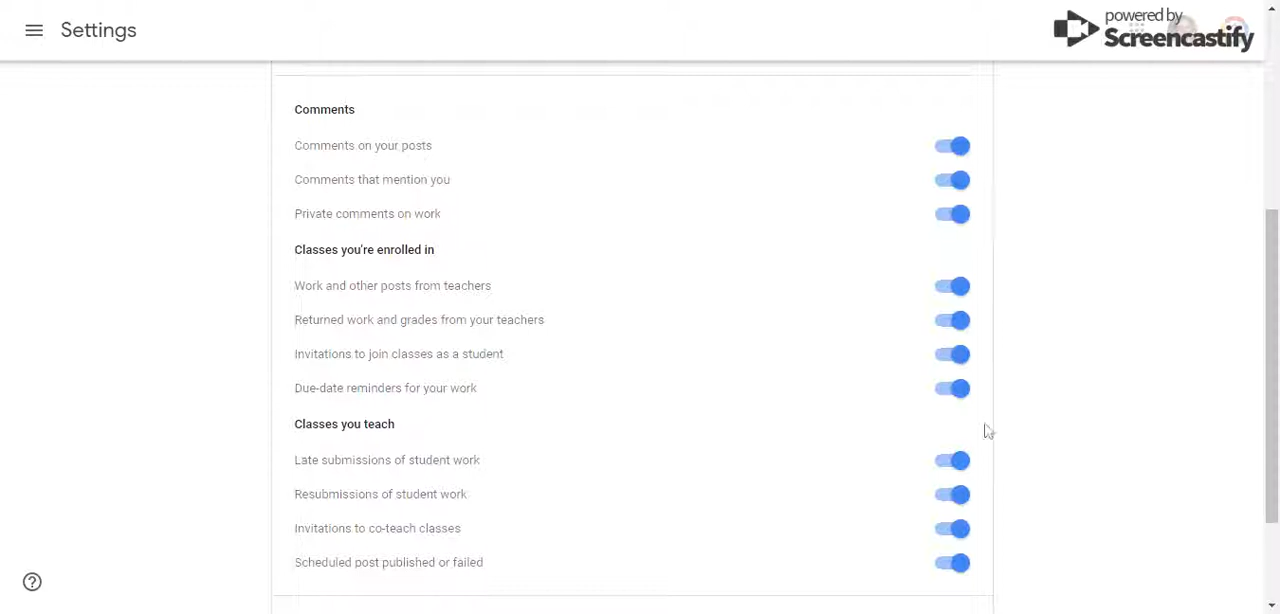 Settings
powered by
Screencastify
Comments
Comments on your posts
Comments that mention you
Private comments on work
Classes you're enrolled in
Work and other posts from teachers
Returned work and grades from your teachers
Invitations to join classes as a student
Due-date reminders for your work
Classes you teach
Late submissions of student work
Resubmissions of student work
Invitations to co-teach classes
Scheduled post published or failed